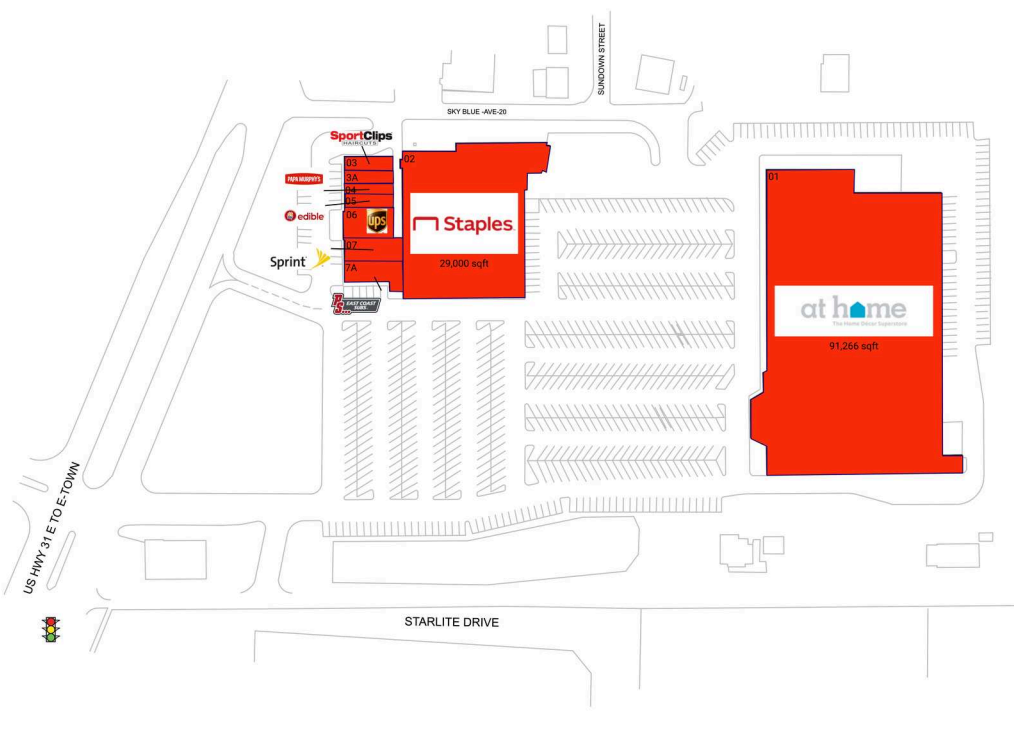 SUNDOWN STREET
SKY BLUE -AVE-20
SportClips
HAIRCUTS
03
02
3A
PAPA MURPHY'S
04
05
01
edible
06
ups
Staples
07
Sprint
7A
29,000 sqft
EAST COAST
SUBS
at home
The Home Décor Superstore
91,266 sqft
US HWY 31 E TO E-TOWN
STARLITE DRIVE